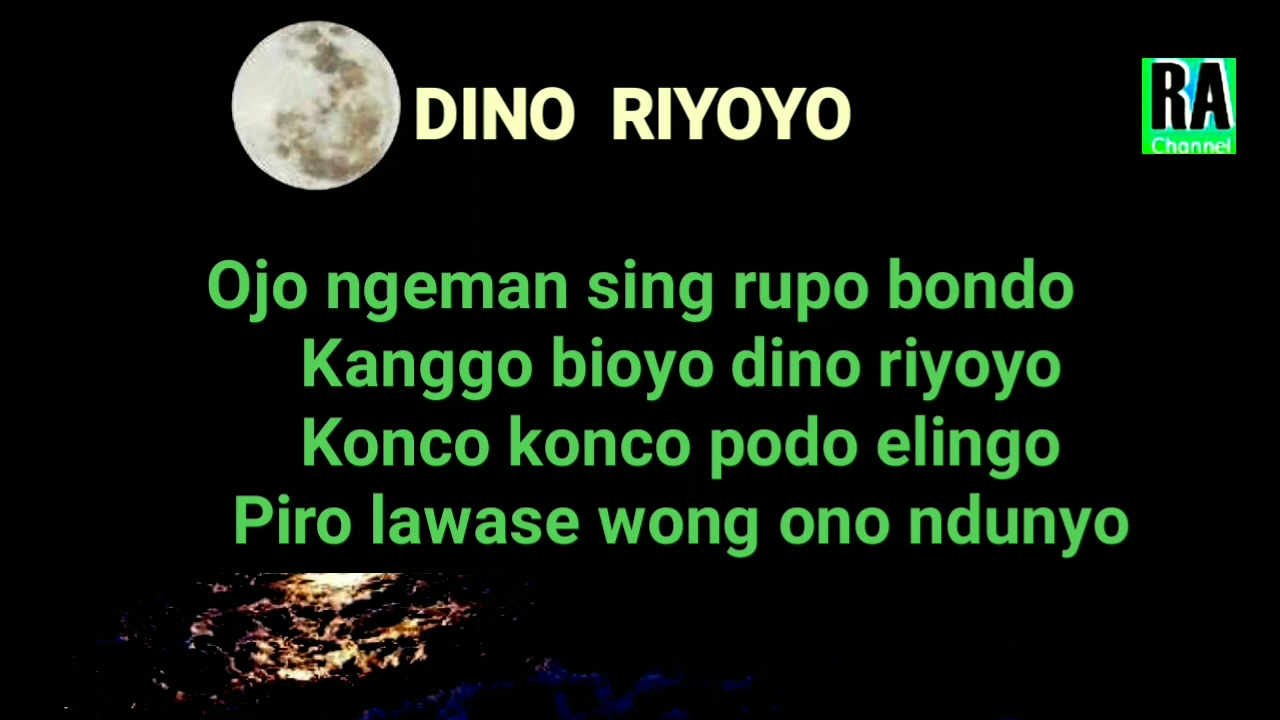 DINO RIYOYO
RA
Channel
Ojo ngeman sing rupo bondo
Kanggo bioyo dino riyoyo
Konco konco podo elingo
Piro lawase wong ono ndunyo